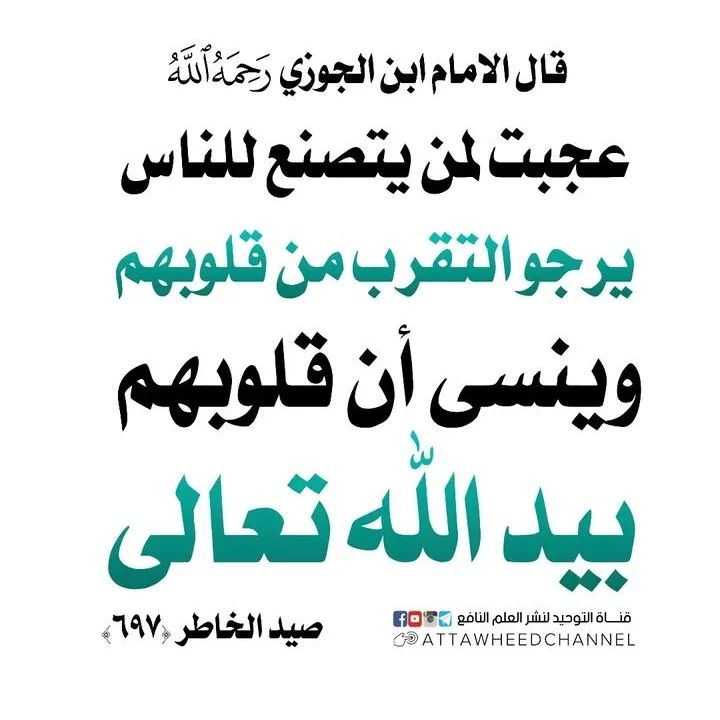 قال الامام ابن الجوزي رَحِمَهُ ٱللَّهُ
عجبت لمن يتصنع للناس
يرجو التقرب من قلوبهم
وينسى أن قلوبهم
بيد الله تعالى
قنــاة التوحيد لنشر العلم النافع
ATTAWHEEDCHANNEL
صيد الخاطر ﴿٦٩٧﴾